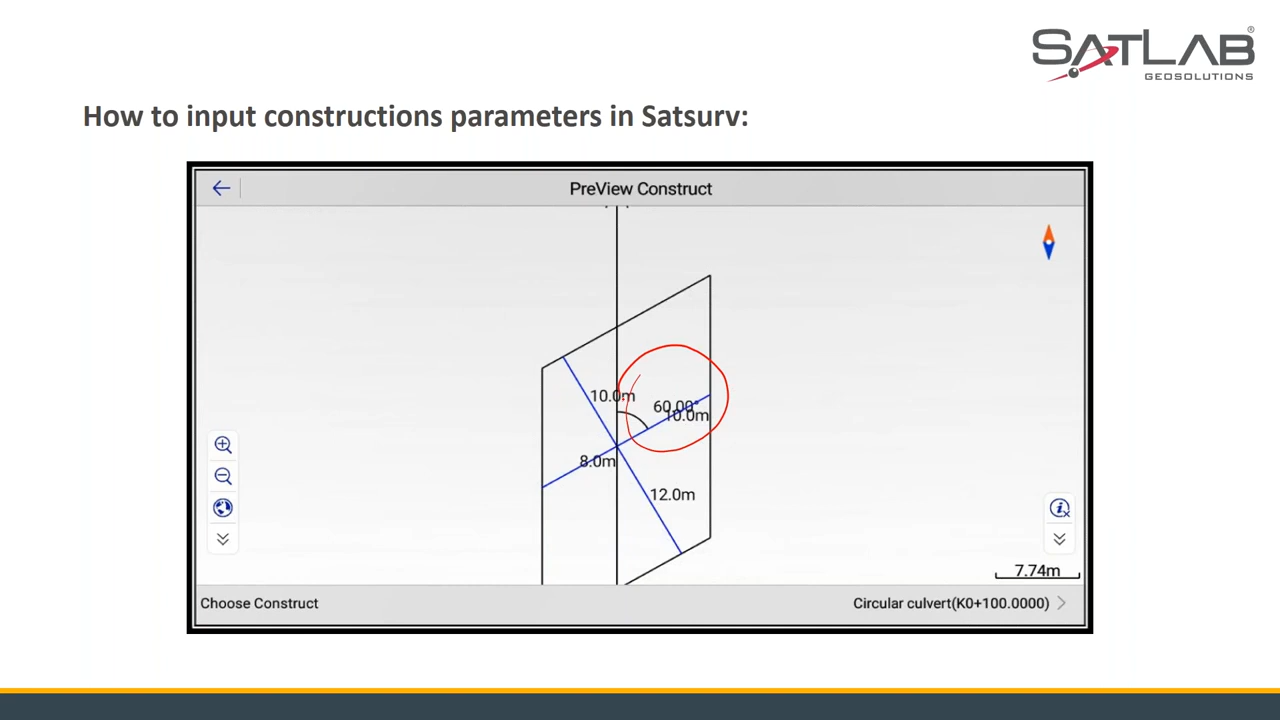 SATLAB®
GEOSOLUTIONS
How to input constructions parameters in Satsurv:
PreView Construct
10.0m
60.00°
10.0m
8.0m
12.0m
7.74m
Choose Construct
Circular culvert(K0+100.0000)